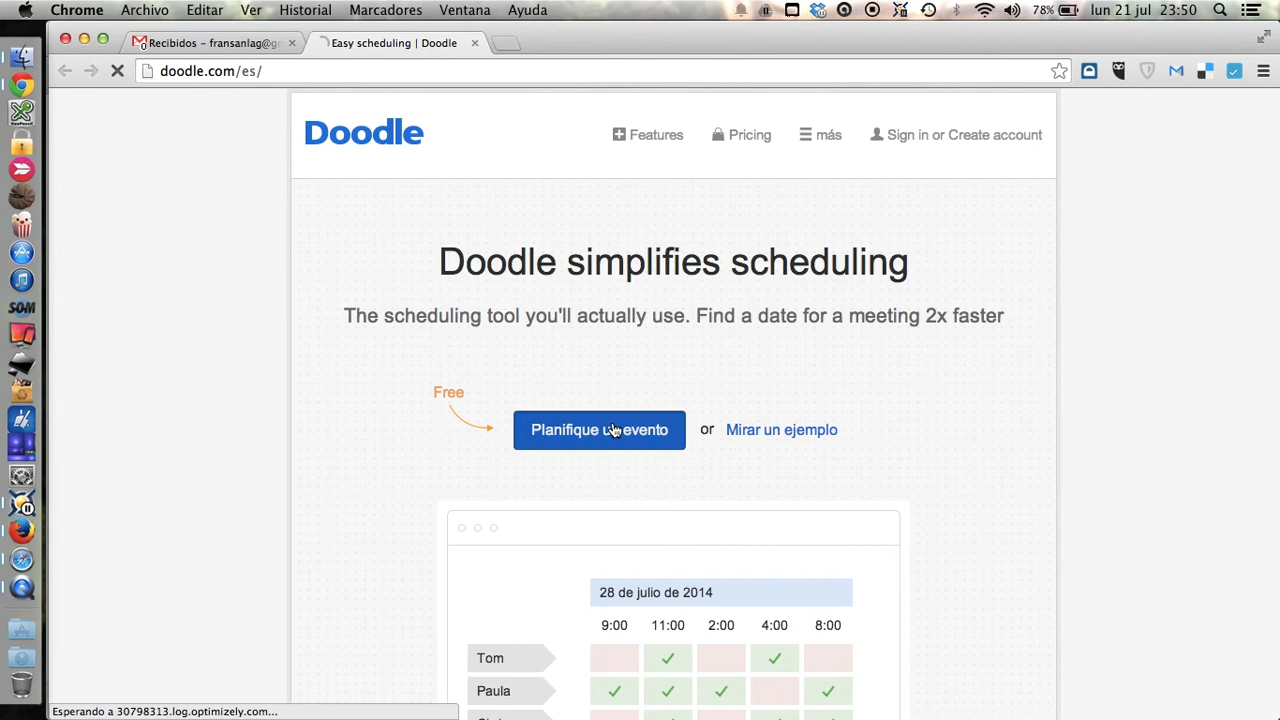 Chrome Archivo Editar Ver Historial Marcadores Ventana Ayuda 78% lun 21 jul 23:50
Recibidos – fransanlag@g
Easy scheduling | Doodle
doodle.com/es/
Doodle
Features
Pricing
más
Sign in or Create account
Doodle simplifies scheduling
The scheduling tool you'll actually use. Find a date for a meeting 2x faster
Free
Planifique un evento or Mirar un ejemplo
28 de julio de 2014
9:00 11:00 2:00 4:00 8:00
Tom
Paula
SOM
Esperando a 30798313.log.optimizely.com...